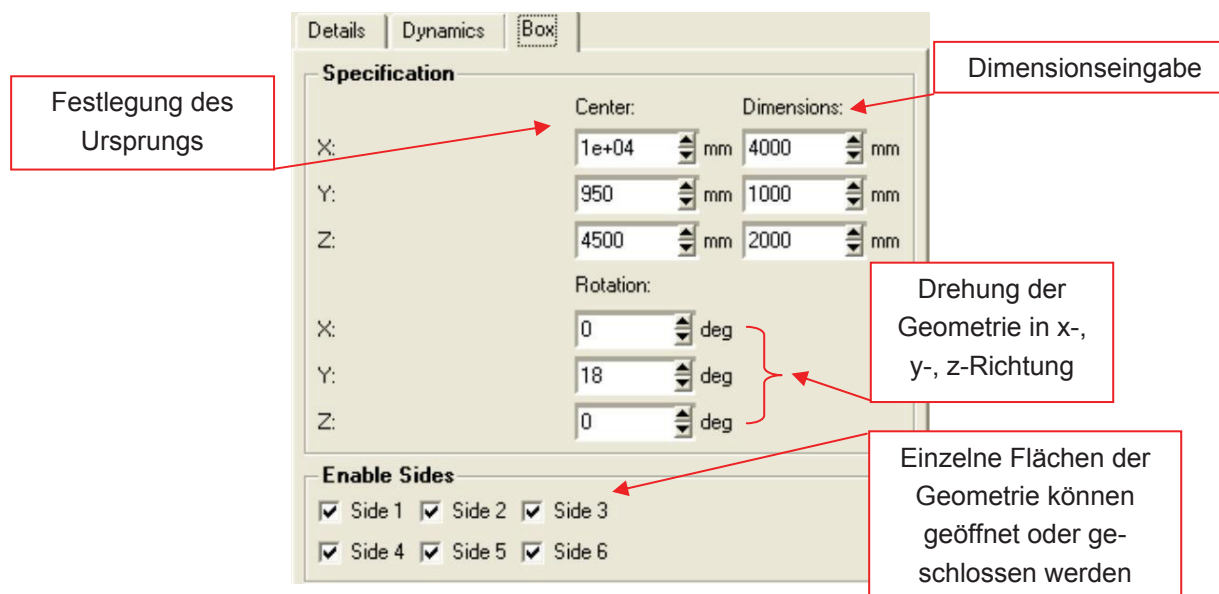 Details Dynamics Box
Specification
Dimensionseingabe
Festlegung des
Ursprungs
Center: Dimensions:
X: 1e+04 mm 4000 mm
Y: 950 mm 1000 mm
Z: 4500 mm 2000 mm
Rotation:
X: 0 deg
Y: 18 deg
Z: 0 deg
Drehung der
Geometrie in x-,
y-, z-Richtung
Enable Sides
Side 1 Side 2 Side 3
Side 4 Side 5 Side 6
Einzelne Flächen der
Geometrie können
geöffnet oder ge-
schlossen werden